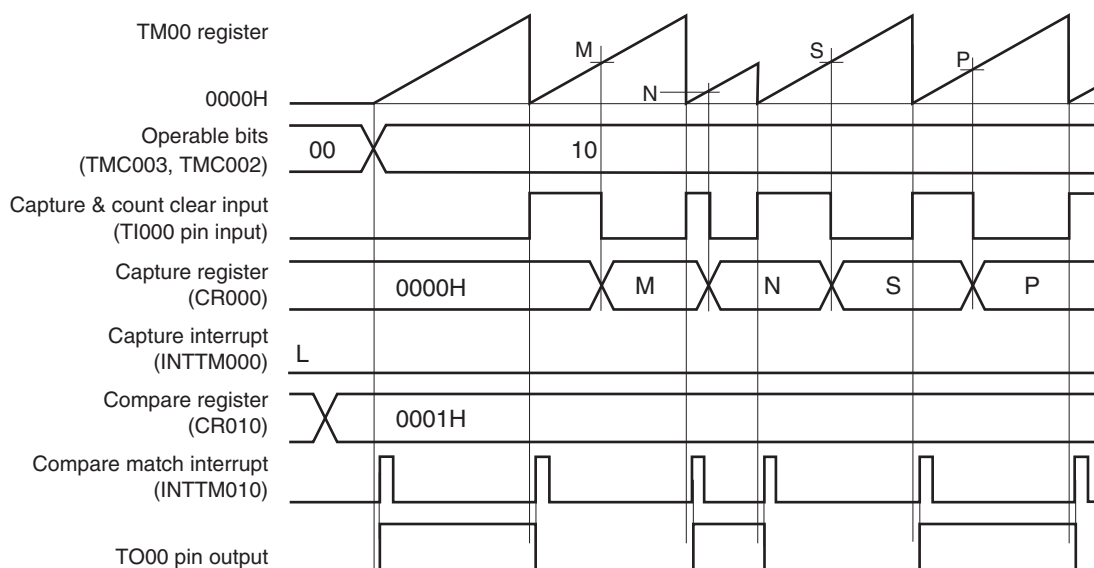 TM00 register
M
S
P
N
0000H
Operable bits
(TMC003, TMC002)
00
10
Capture & count clear input
(TI000 pin input)
Capture register
(CR000)
0000H
M
N
S
P
Capture interrupt
(INTTM000)
L
Compare register
(CR010)
0001H
Compare match interrupt
(INTTM010)
TO00 pin output